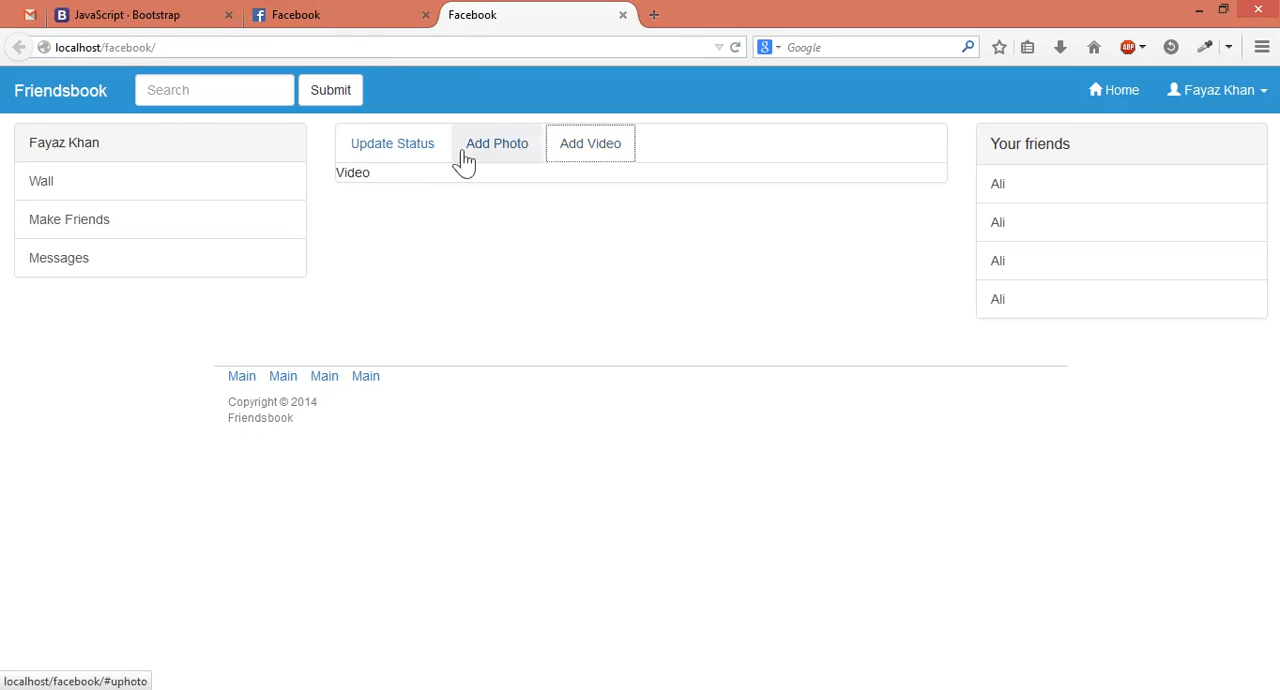 JavaScript · Bootstrap
Facebook
Facebook
localhost/facebook/
Google
ABP
Friendsbook
Search
Submit
Home
Fayaz Khan
Fayaz Khan
Wall
Make Friends
Messages
Update Status
Add Photo
Add Video
Video
Your friends
Ali
Ali
Ali
Ali
Main Main Main Main
Copyright © 2014
Friendsbook
localhost/facebook/#uphoto